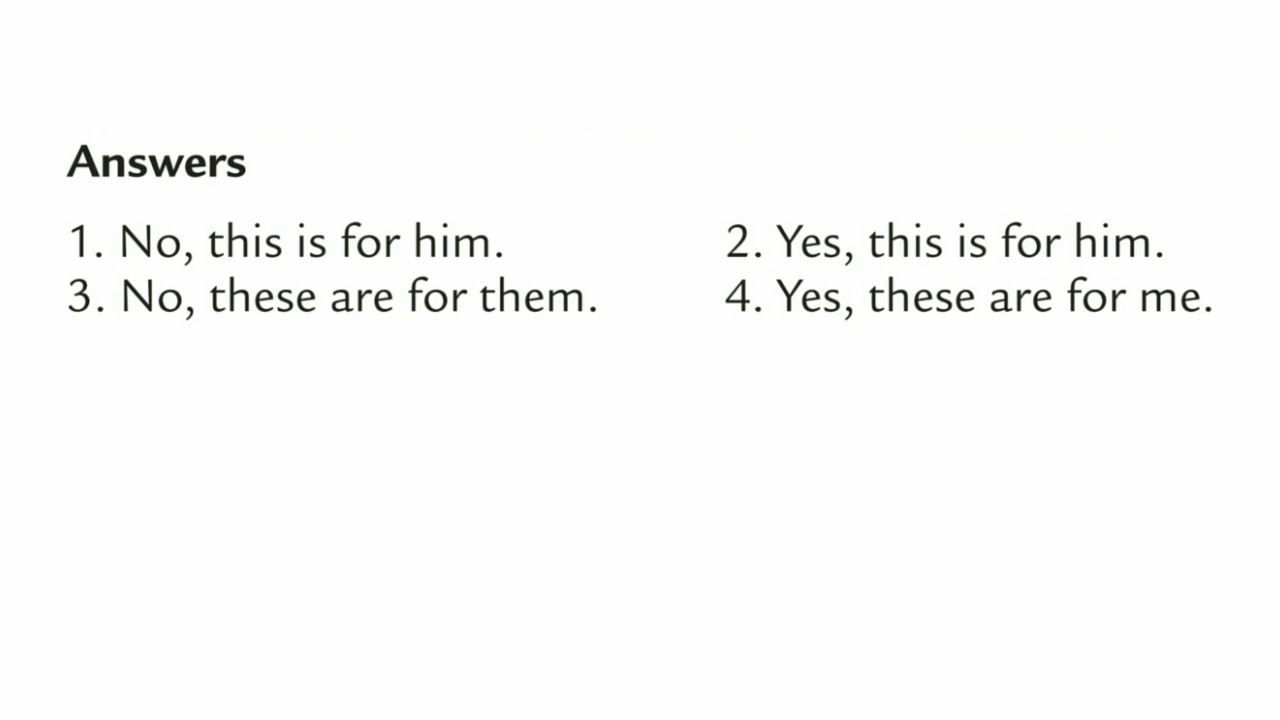 Answers
1. No, this is for him. 2. Yes, this is for him.
3. No, these are for them. 4. Yes, these are for me.